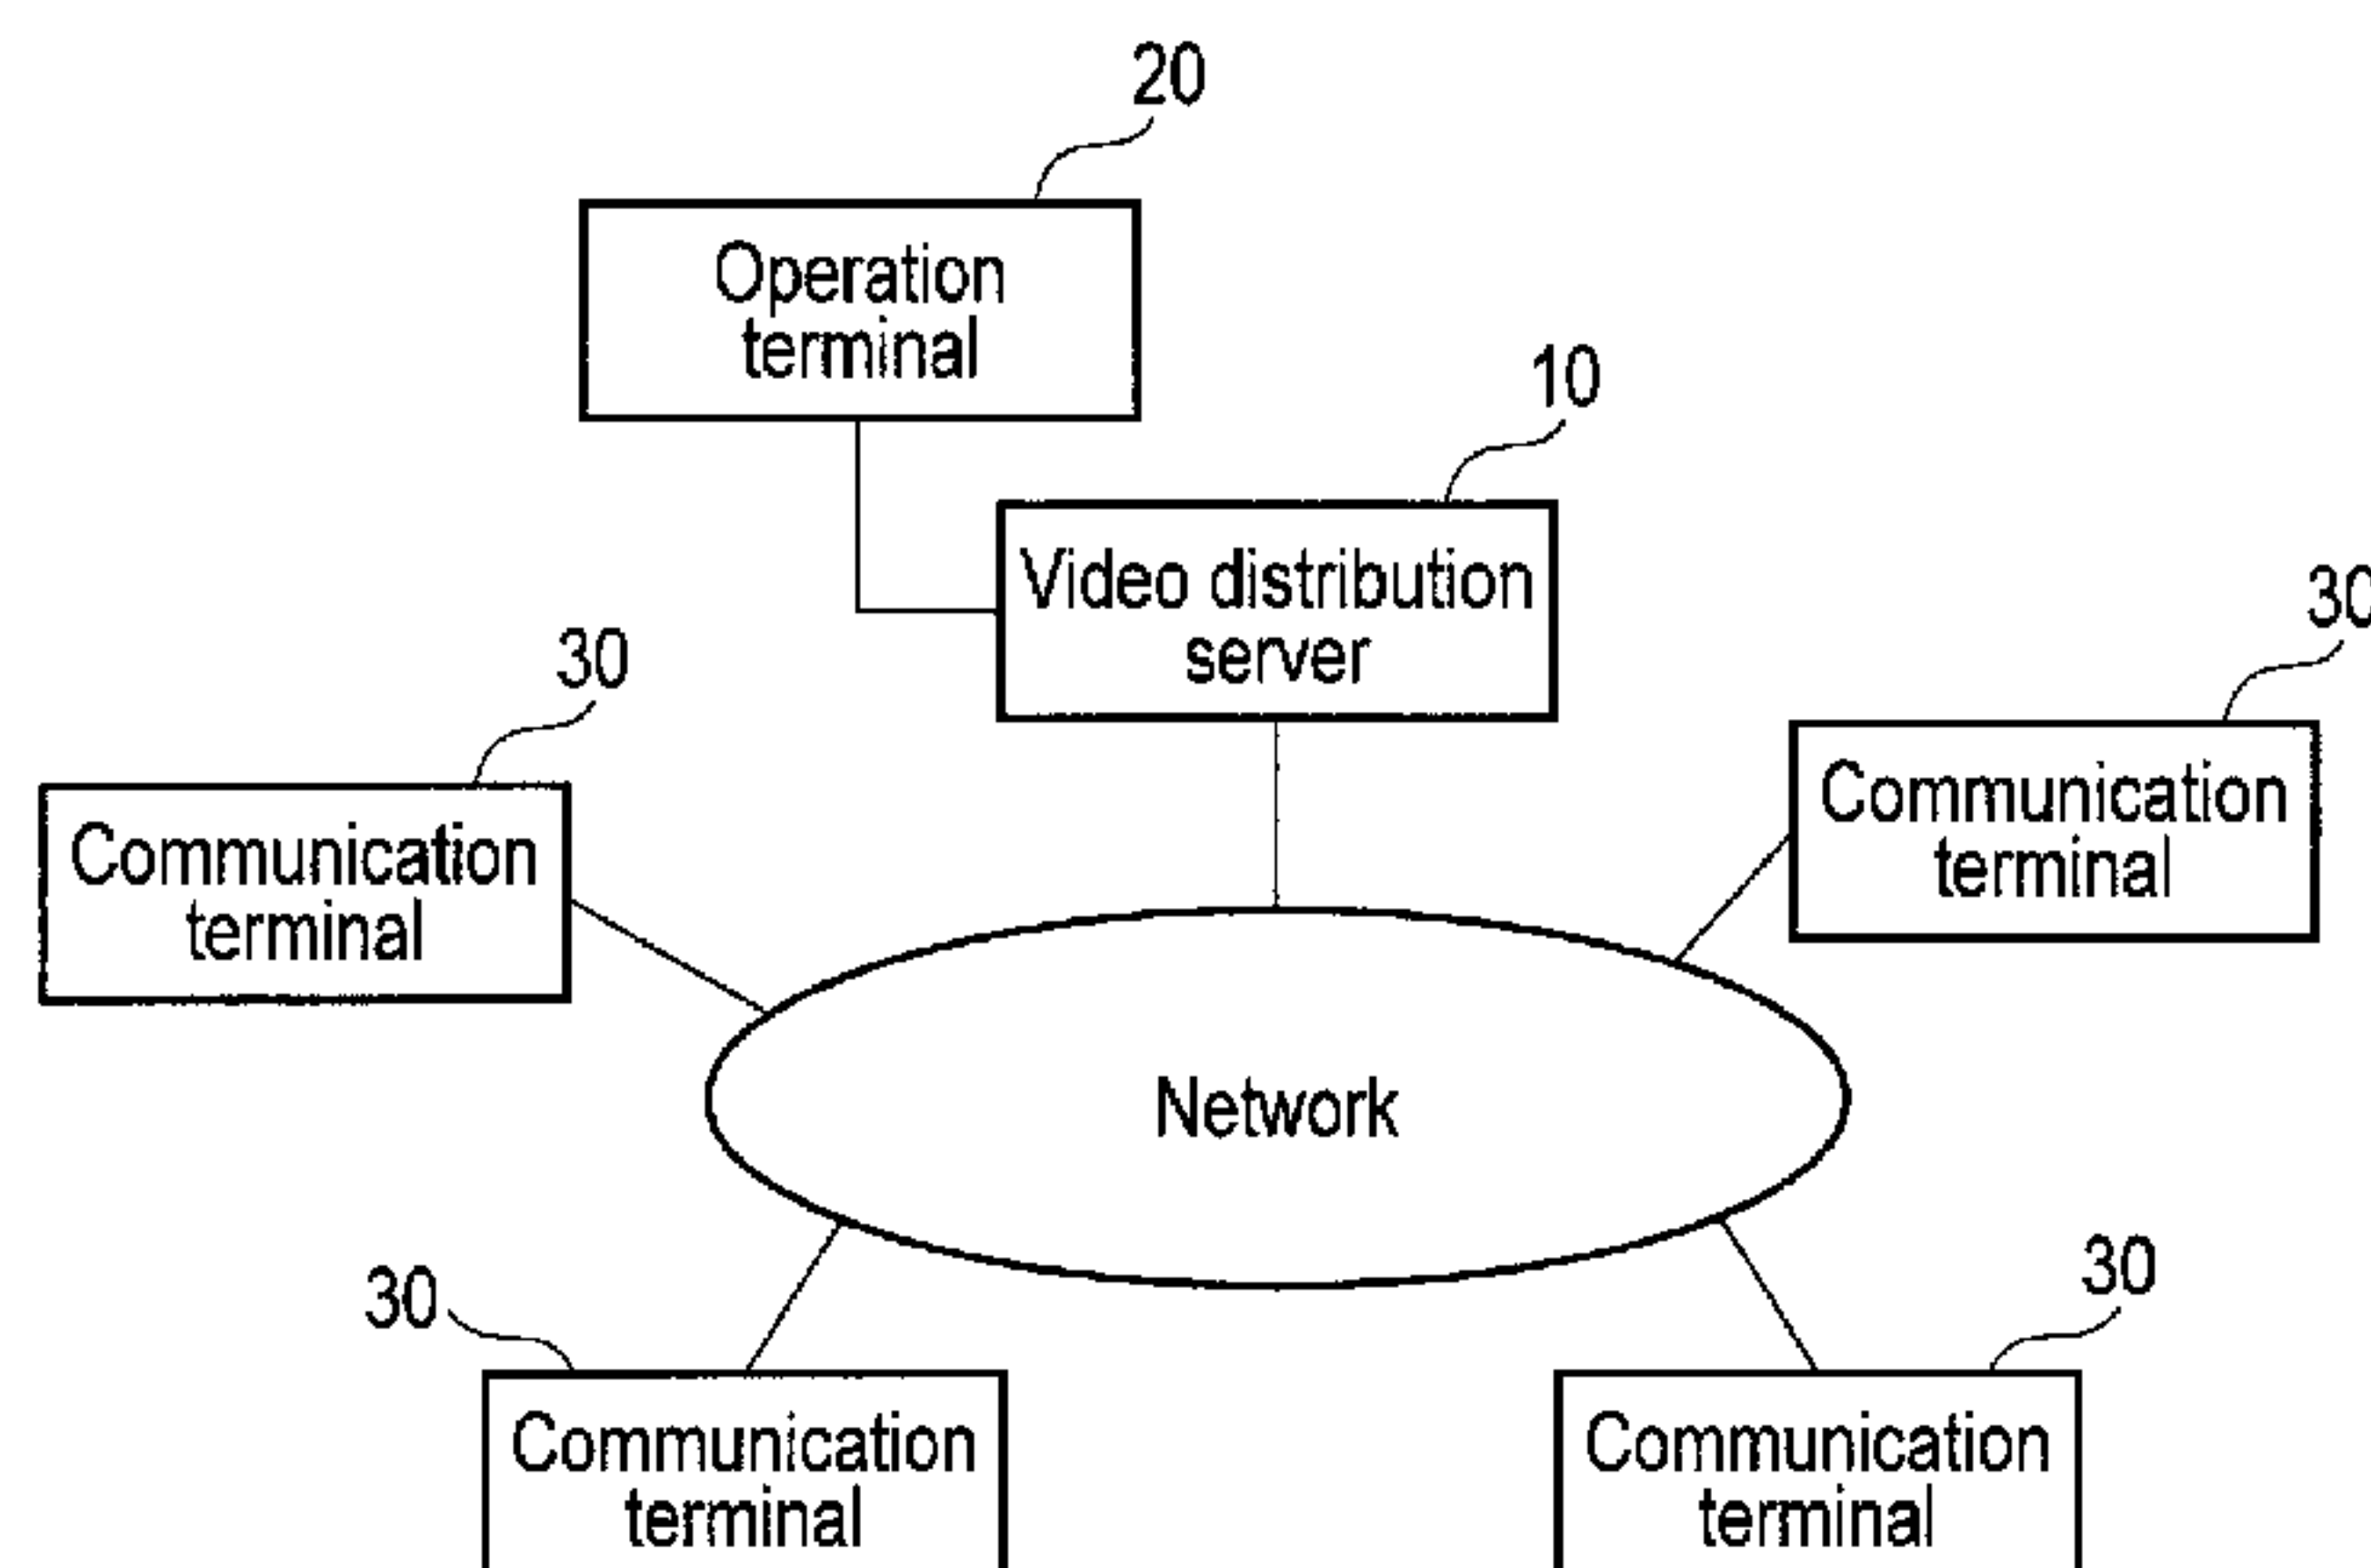 20
Operation
terminal
10
Video distribution
server
30
30
Communication
terminal
Communication
terminal
Network
30
30
Communication
terminal
Communication
terminal